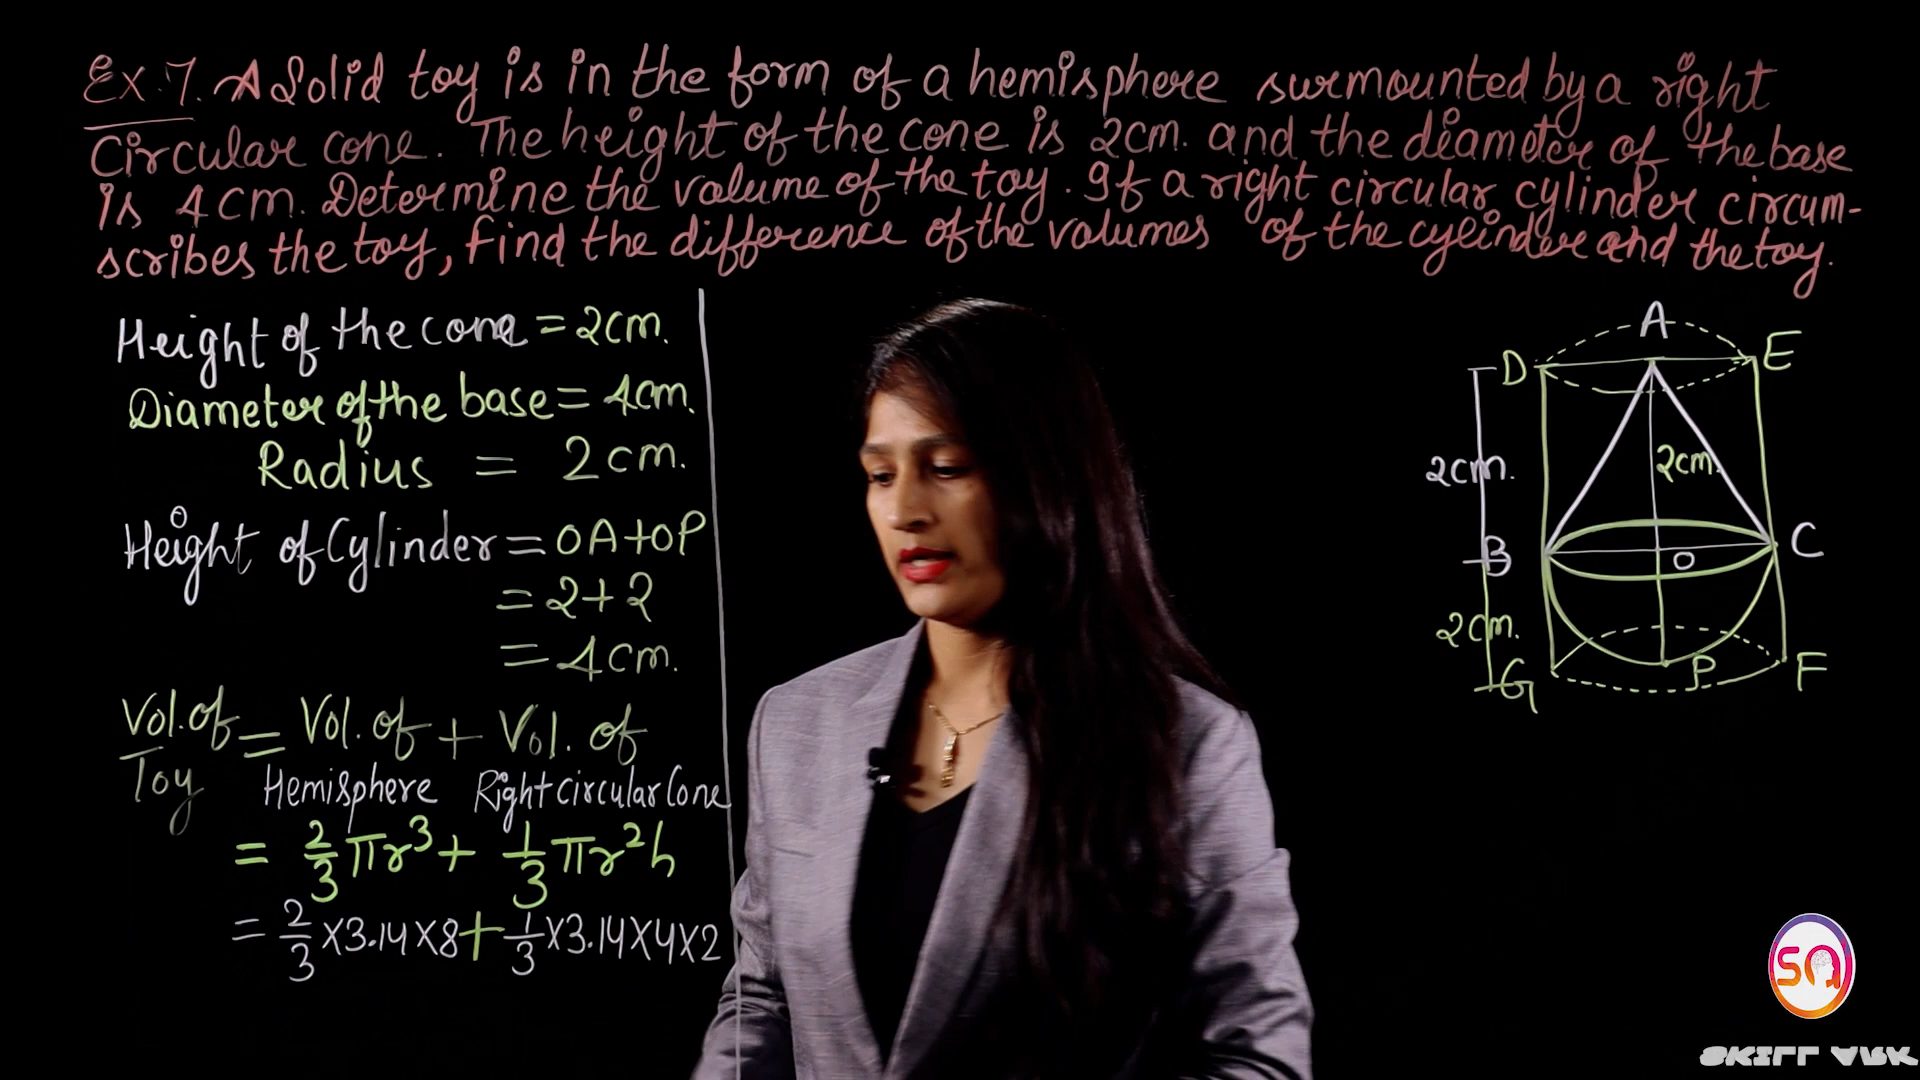 Ex.7. A Solid toy is in the form of a hemisphere surmounted by a right
Circular cone. The height of the cone is 2cm. and the diameter of the base
is 4cm. Determine the volume of the toy. If a right circular cylinder circum-
scribes the toy, find the difference of the volumes of the cylinder and the toy.
Height of the cone = 2cm.
Diameter of the base = 4cm.
Radius = 2cm.
Height of Cylinder = OA+OP
= 2+2
= 4cm.
Vol. of Toy = Vol. of Hemisphere + Vol. of Right circular Cone
= 2/3 πr³ + 1/3 πr²h
= 2/3 ×3.14×8 + 1/3 ×3.14×4×2
A
D E
2cm. 2cm.
B O C
2cm.
G P F